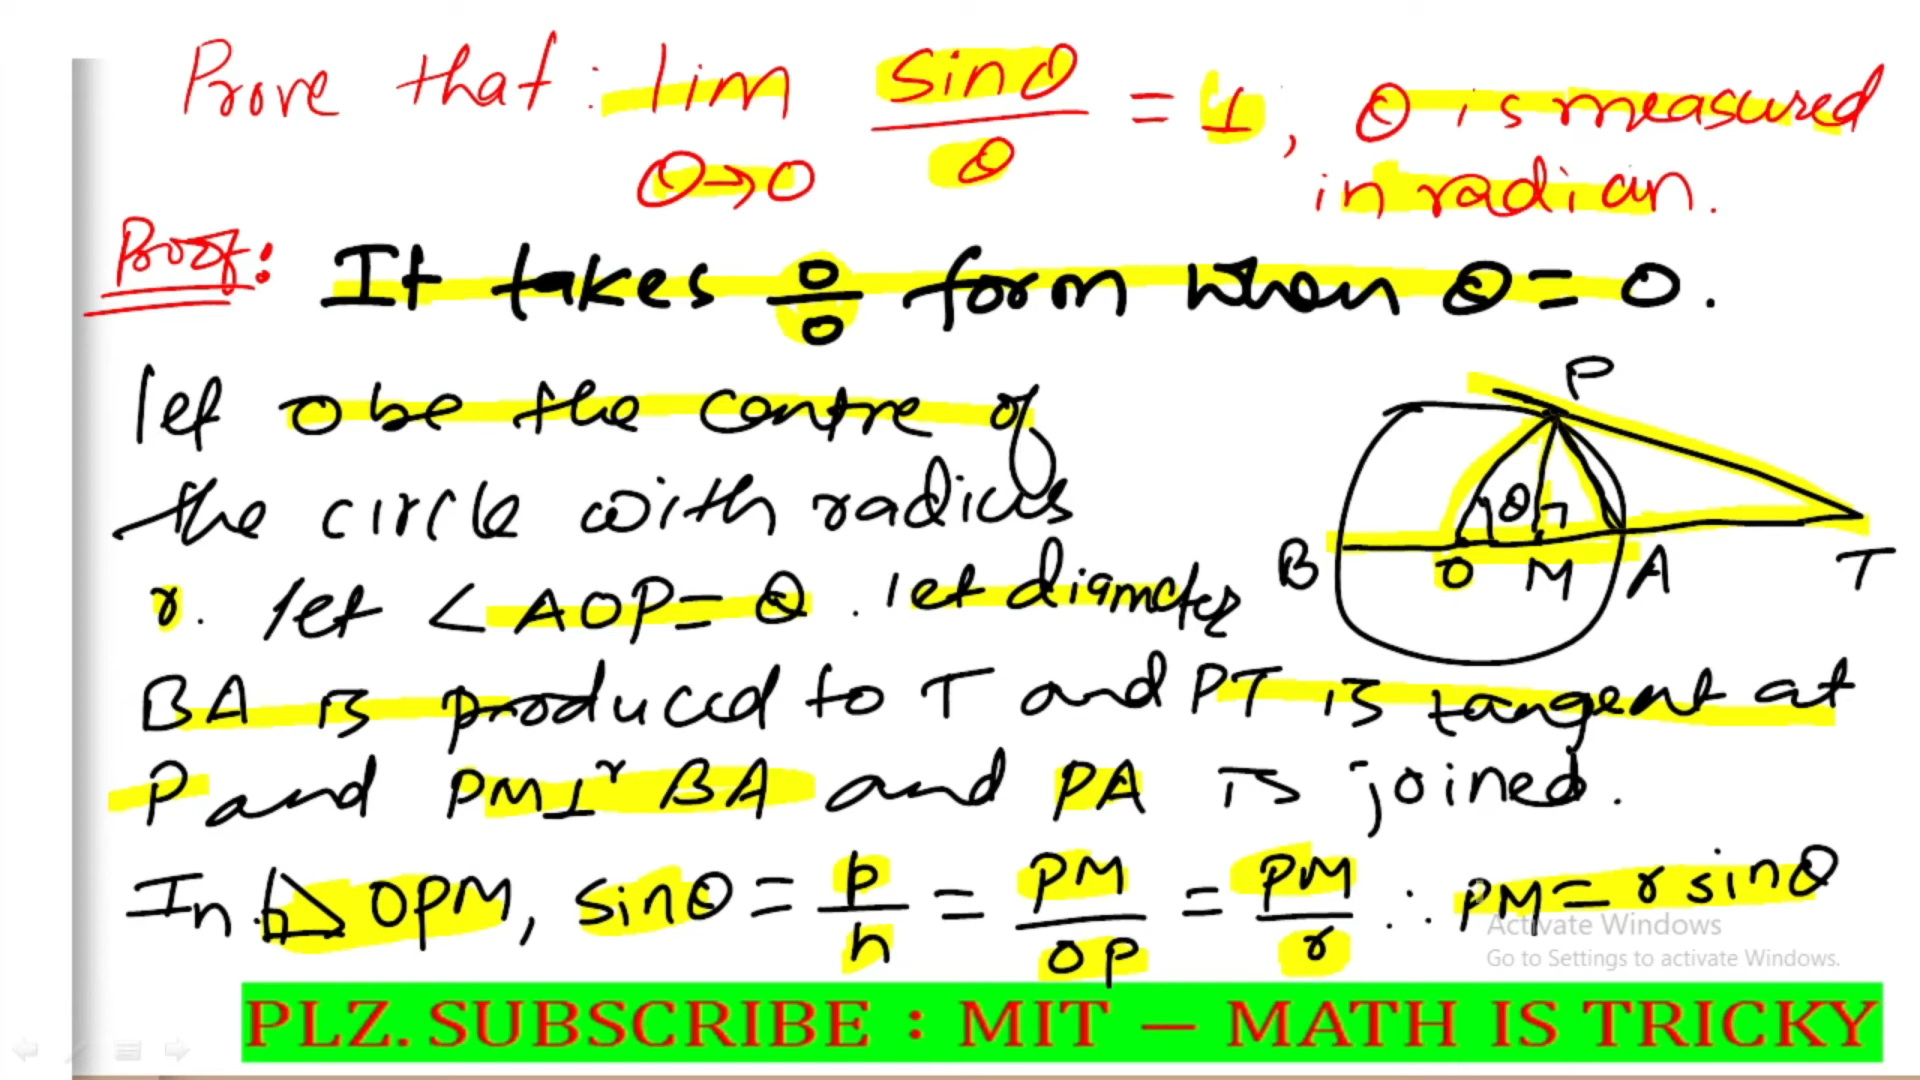 Prove that : lim sinθ/θ = 1, θ is measured
θ→0 in radian.
Proof: It takes 0/0 form when θ = 0.
let O be the centre of
the circle with radius
r. let ∠AOP = θ. let diameter
BA is produced to T and PT is tangent at
P and PM⊥r BA and PA is joined.
In ⊿ OPM, sinθ = p/h = PM/OP = PM/r ∴ PM = r sinθ
P
θ
B O M A T
Activate Windows
Go to Settings to activate Windows.
PLZ. SUBSCRIBE : MIT – MATH IS TRICKY